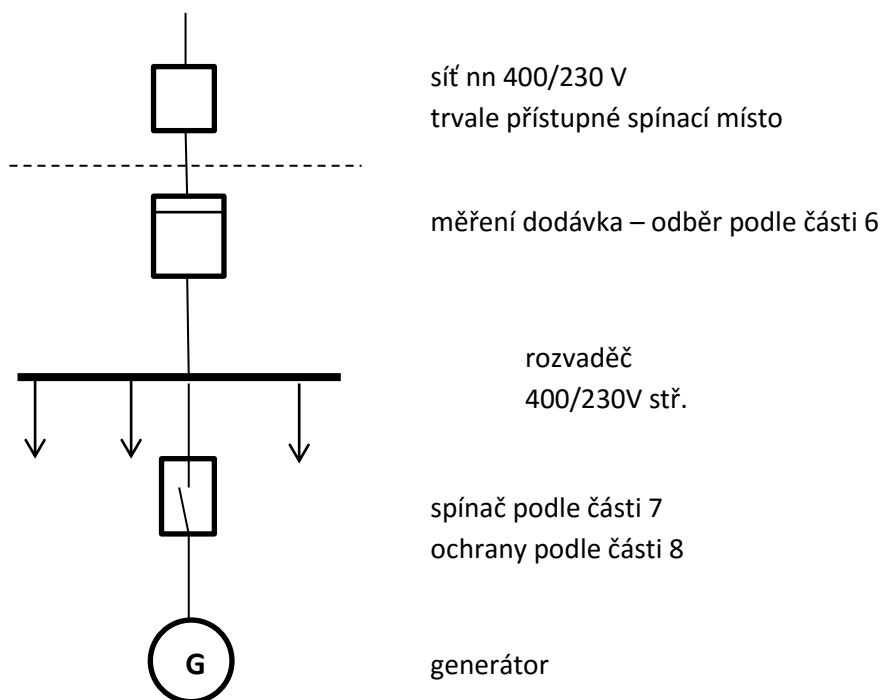 síť nn 400/230 V
trvale přístupné spínací místo
měření dodávka – odběr podle části 6
rozvaděč
400/230V stř.
spínač podle části 7
ochrany podle části 8
G
generátor